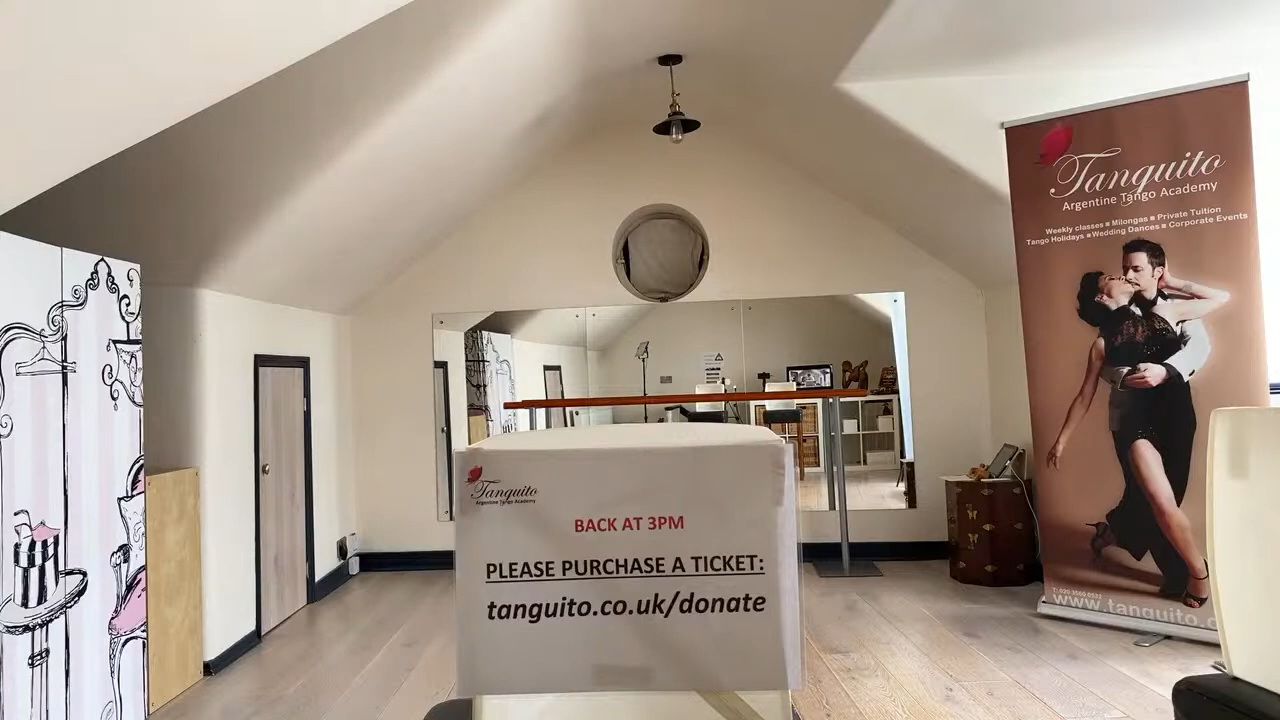 Tanguito
Argentine Tango Academy
BACK AT 3PM
PLEASE PURCHASE A TICKET:
tanguito.co.uk/donate
Tanguito
Argentine Tango Academy
Weekly classes ■ Milongas ■ Private Tuition
Tango Holidays ■ Wedding Dances ■ Corporate Events
www.tanguito.c